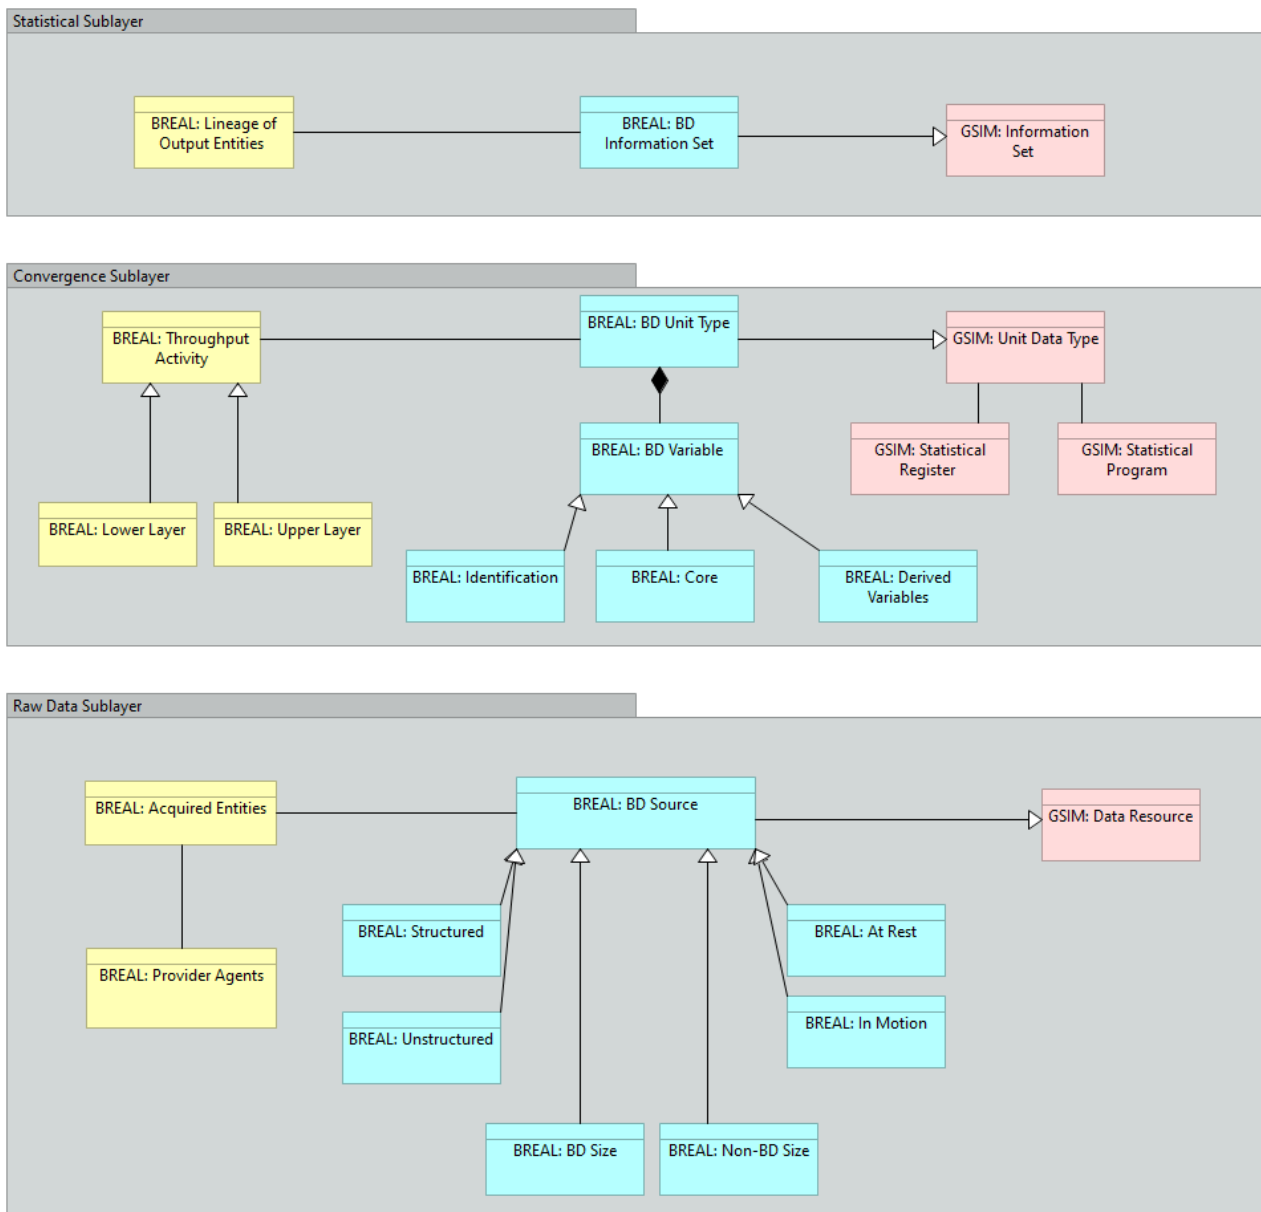 Statistical Sublayer
BREAL: Lineage of
Output Entities
BREAL: BD
Information Set
GSIM: Information
Set
Convergence Sublayer
BREAL: Throughput
Activity
BREAL: BD Unit Type
GSIM: Unit Data Type
BREAL: BD Variable
GSIM: Statistical
Register
GSIM: Statistical
Program
BREAL: Lower Layer
BREAL: Upper Layer
BREAL: Identification
BREAL: Core
BREAL: Derived
Variables
Raw Data Sublayer
BREAL: Acquired Entities
BREAL: BD Source
GSIM: Data Resource
BREAL: Structured
BREAL: At Rest
BREAL: Provider Agents
BREAL: Unstructured
BREAL: In Motion
BREAL: BD Size
BREAL: Non-BD Size